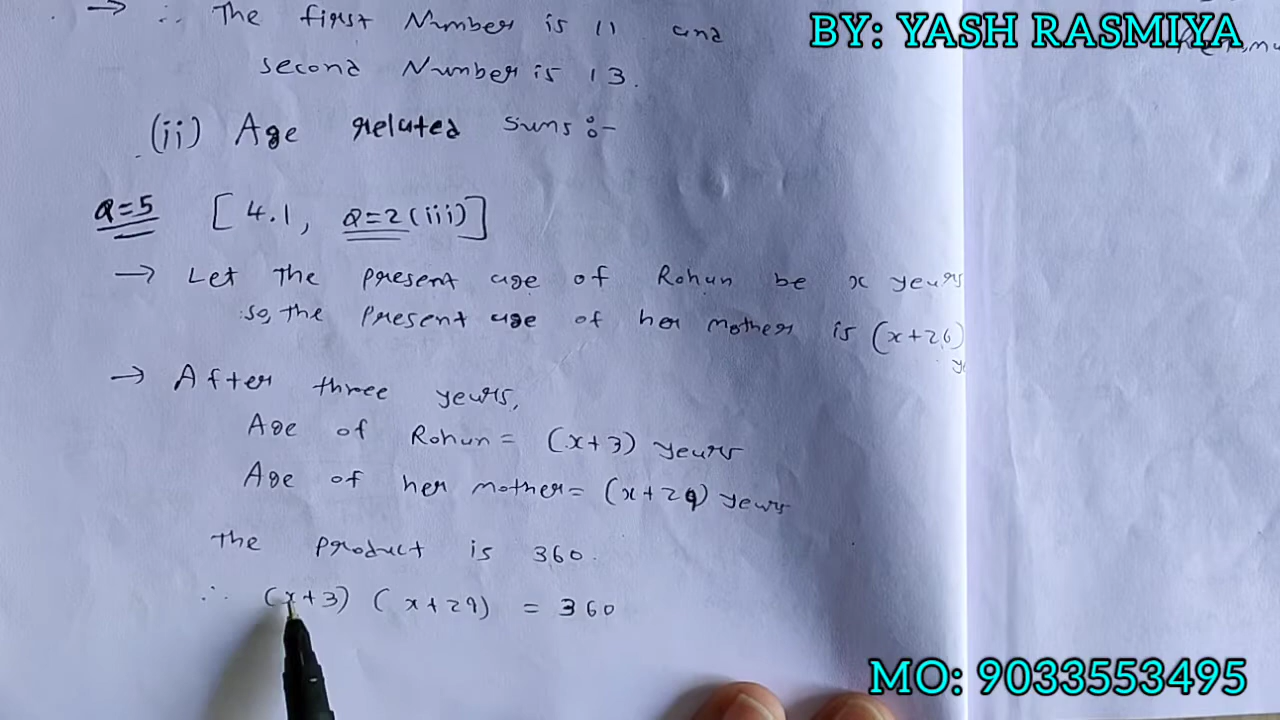 → ∴ The first Number is 11 and
second Number is 13.
BY: YASH RASMIYA
(ii) Age related sums :-
Q=5 [4.1, Q=2(iii)]
→ Let the present age of Rohan be x years
so, the present age of her mother is (x+26)
→ After three years,
Age of Rohan = (x+3) years
Age of her mother = (x+29) years
the product is 360.
∴ (x+3) (x+29) = 360
MO: 9033553495